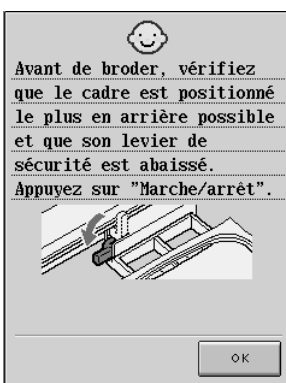 Avant de broder, vérifiez
que le cadre est positionné
le plus en arrière possible
et que son levier de
sécurité est abaissé.
Appuyez sur "Marche/arrêt".
OK